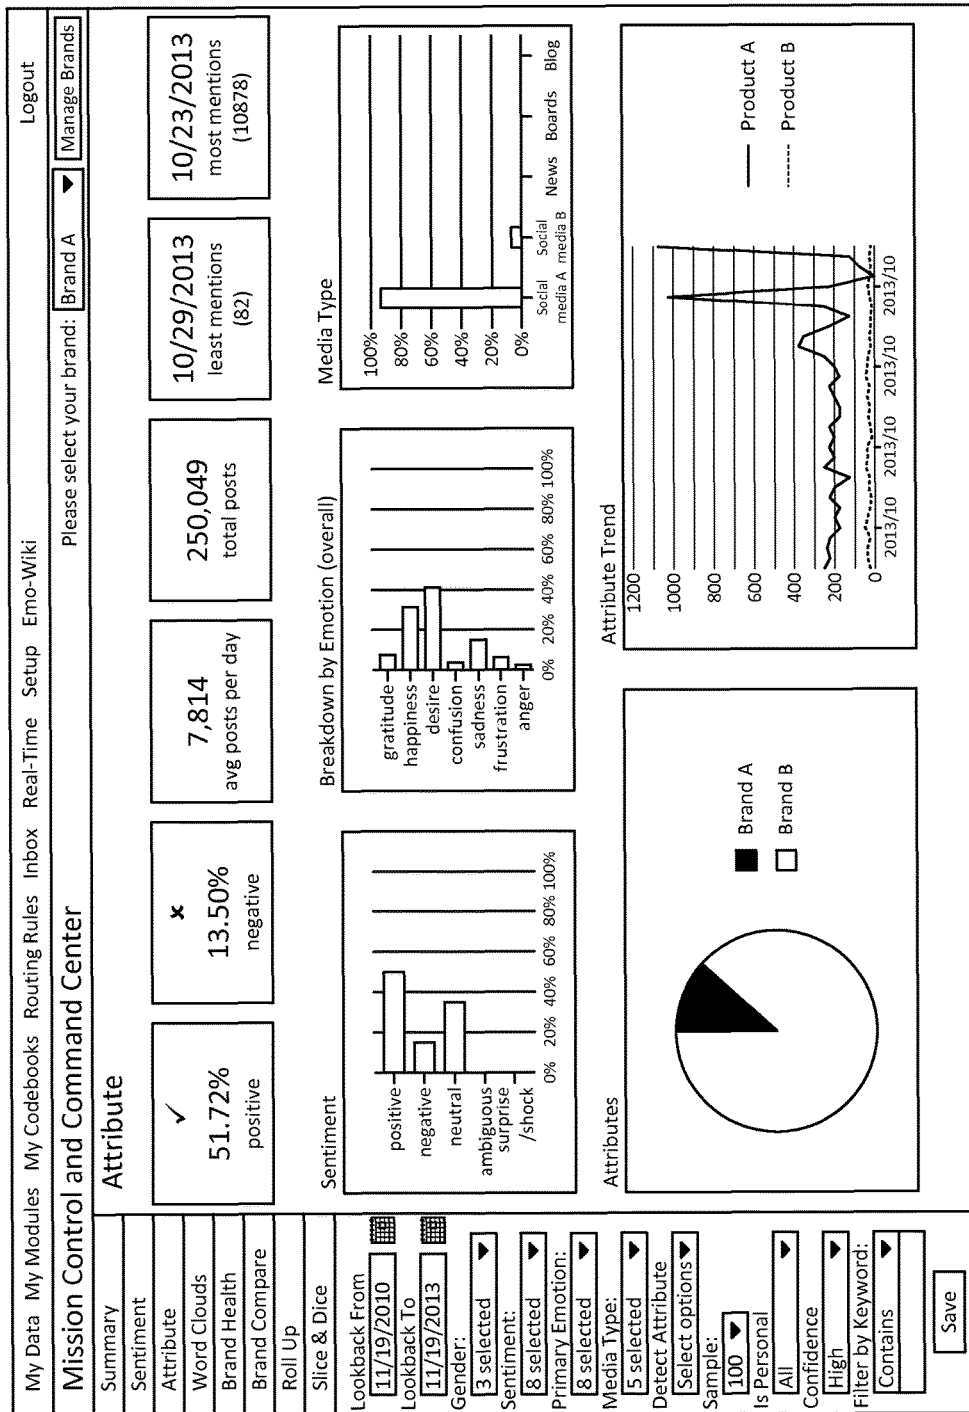 My Data My Modules My Codebooks Routing Rules Inbox Real-Time Setup Emo-Wiki Logout
Mission Control and Command Center Please select your brand: Brand A Manage Brands
Summary
Sentiment
Attribute
Word Clouds
Brand Health
Brand Compare
Roll Up
Slice & Dice
Lookback From
11/19/2010
Lookback To
11/19/2013
Gender:
3 selected
Sentiment:
8 selected
Primary Emotion:
8 selected
Media Type:
5 selected
Detect Attribute
Select options
Sample:
100
Is Personal
All
Confidence
High
Filter by Keyword:
Contains
Save
Attribute
✓
51.72%
positive
×
13.50%
negative
7,814
avg posts per day
250,049
total posts
10/29/2013
least mentions
(82)
10/23/2013
most mentions
(10878)
Sentiment
positive
negative
neutral
ambiguous
surprise
/shock
0% 20% 40% 60% 80% 100%
Breakdown by Emotion (overall)
gratitude
happiness
desire
confusion
sadness
frustration
anger
0% 20% 40% 60% 80% 100%
Media Type
100%
80%
60%
40%
20%
0%
Social Social News Boards Blog
media A media B
Attributes
Brand A
Brand B
Attribute Trend
1200
1000
800
600
400
200
0
2013/10 2013/10 2013/10 2013/10
Product A
Product B